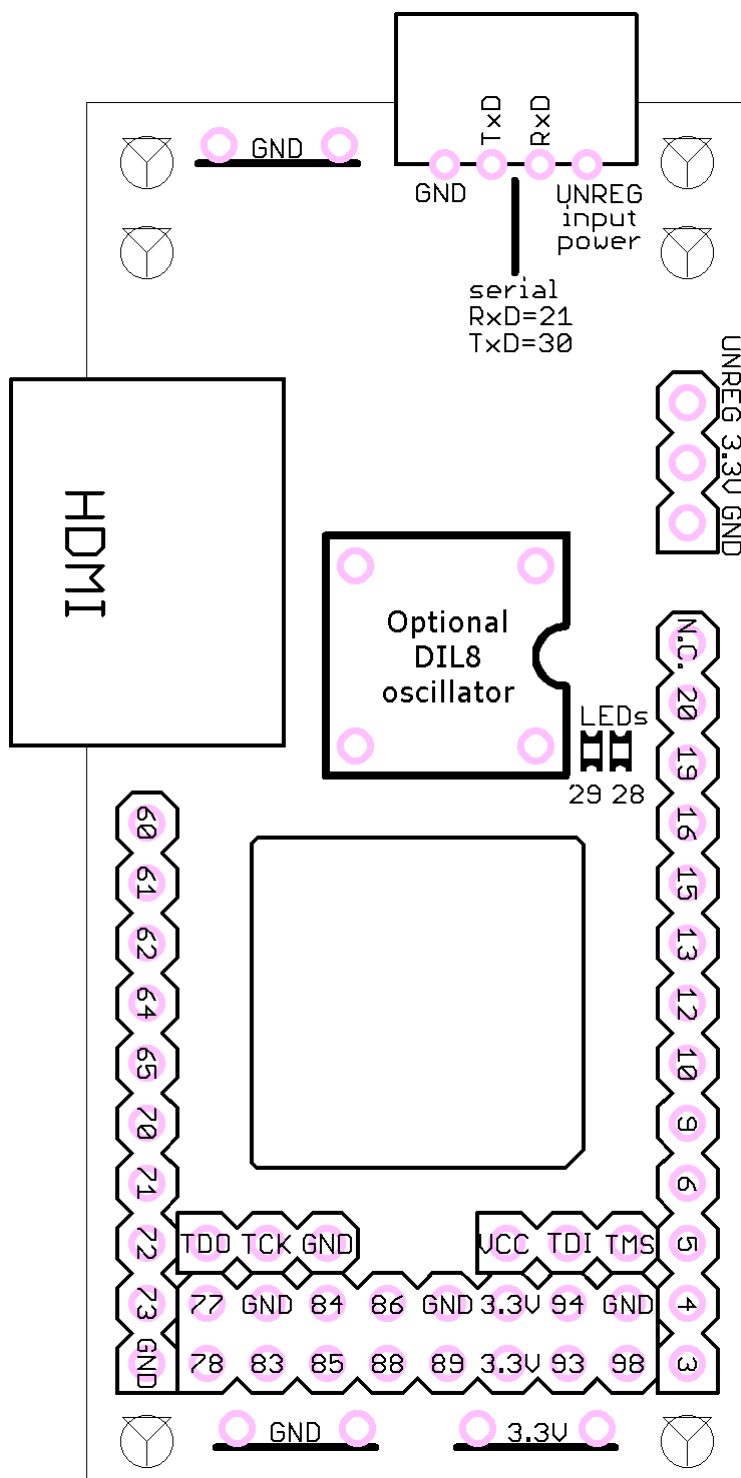 GND
TxD
RxD
GND
UNREG
input
power
serial
RxD=21
TxD=30
UNREG 3.3V GND
HDMI
Optional
DIL8
oscillator
LEDs
29 28
N.C.
20
19
16
15
13
12
10
9
6
5
4
3
60
61
62
64
65
70
71
72
73
GND
TDO TCK GND
VCC TDI TMS
77 GND 84 86 GND 3.3V 94 GND
78 83 85 88 89 3.3V 93 98
GND
3.3V